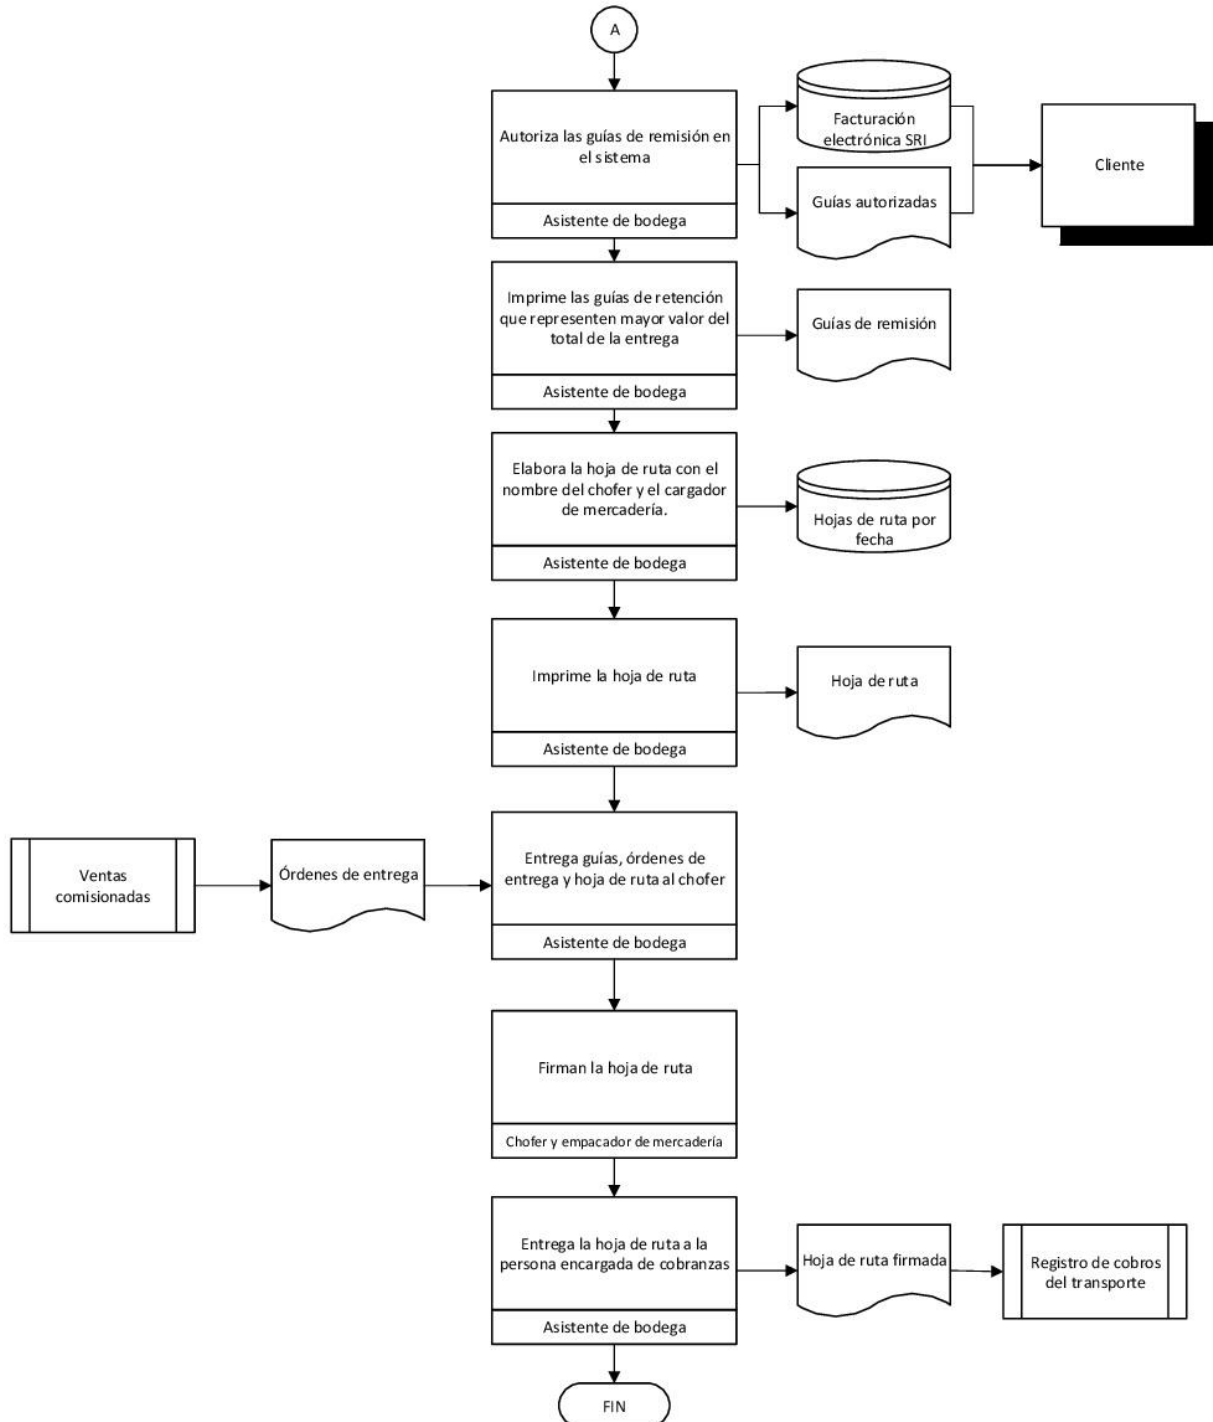 A
Autoriza las guías de remisión en
el sistema
Asistente de bodega
Facturación
electrónica SRI
Guías autorizadas
Cliente
Imprime las guías de retención
que representen mayor valor del
total de la entrega
Asistente de bodega
Guías de remisión
Elabora la hoja de ruta con el
nombre del chofer y el cargador
de mercadería.
Asistente de bodega
Hojas de ruta por
fecha
Imprime la hoja de ruta
Asistente de bodega
Hoja de ruta
Ventas
comisionadas
Órdenes de entrega
Entrega guías, órdenes de
entrega y hoja de ruta al chofer
Asistente de bodega
Firman la hoja de ruta
Chofer y empacador de mercadería
Entrega la hoja de ruta a la
persona encargada de cobranzas
Asistente de bodega
Hoja de ruta firmada
Registro de cobros
del transporte
FIN